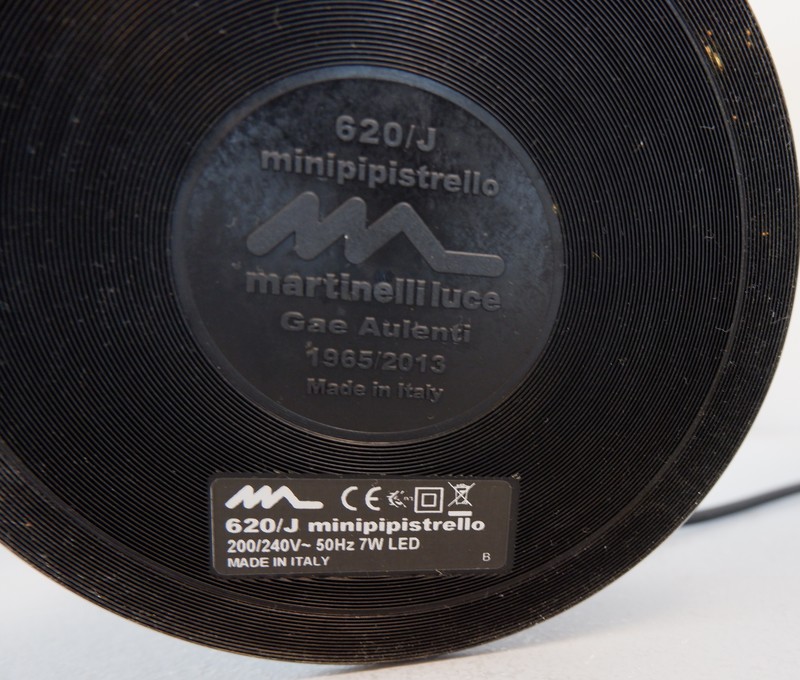 620/J
minipipistrello
martinelli luce
Gae Aulenti
1965/2013
Made in Italy
CE
620/J minipipistrello
200/240V~ 50Hz 7W LED
MADE IN ITALY
B